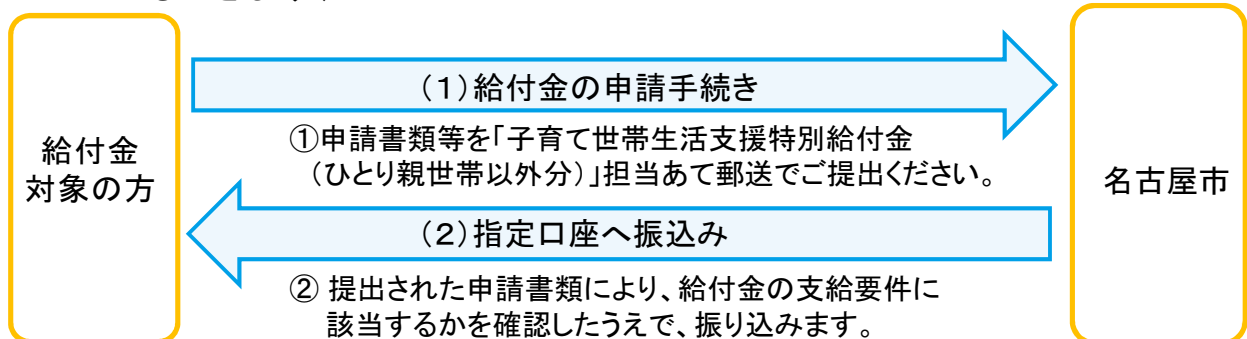 (1)給付金の申請手続き
①申請書類等を「子育て世帯生活支援特別給付金
(ひとり親世帯以外分)」担当あて郵送でご提出ください。
給付金
対象の方
名古屋市
(2)指定口座へ振込み
② 提出された申請書類により、給付金の支給要件に
該当するかを確認したうえで、振り込みます。